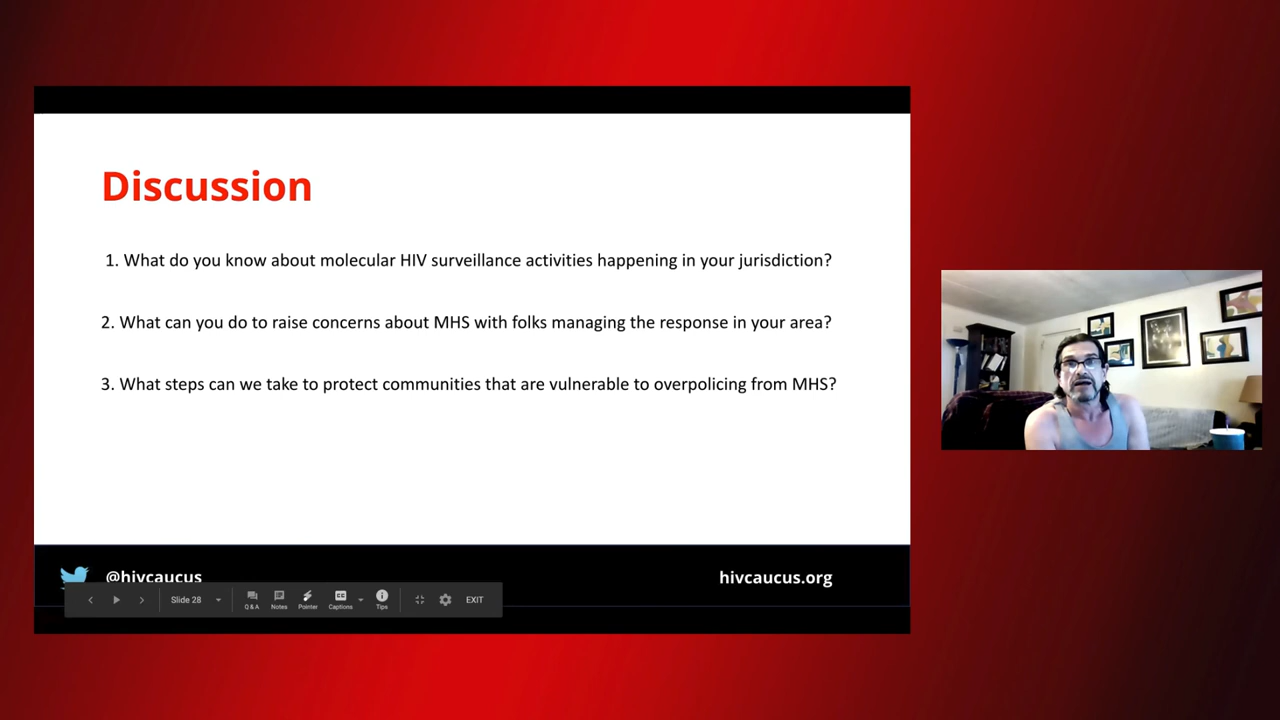 Discussion
1. What do you know about molecular HIV surveillance activities happening in your jurisdiction?
2. What can you do to raise concerns about MHS with folks managing the response in your area?
3. What steps can we take to protect communities that are vulnerable to overpolicing from MHS?
@hivcaucus
hivcaucus.org
Slide 28
Q & A
Notes
Pointer
CC
Captions
Tips
EXIT